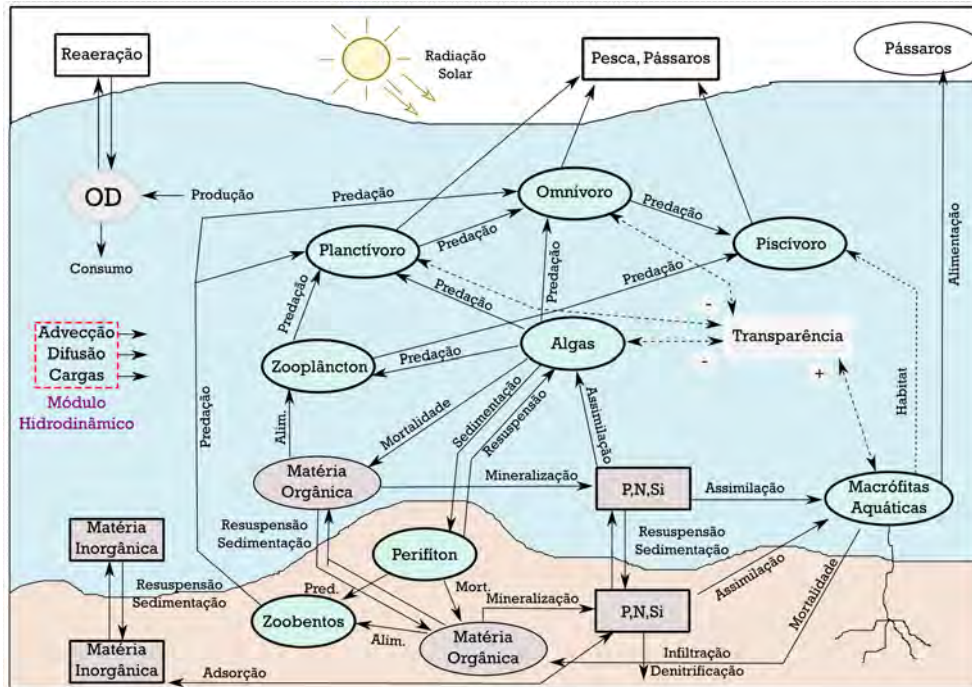 Reaeração
Radiação
Solar
Pesca, Pássaros
Pássaros
OD
Produção
Consumo
Predação
Omnívoro
Predação
Planctívoro
Predação
Piscívoro
Predação
Predação
Predação
Predação
Alimentação
-
Transparência
-
+
Advecção
Difusão
Cargas
Módulo
Hidrodinâmico
Zooplâncton
Predação
Algas
Predação
Alim.
Mortalidade
Sedimentação
Resuspensão
Assimilação
Habitat
Matéria
Orgânica
Mineralização
P,N,Si
Assimilação
Macrófitas
Aquáticas
Resuspensão
Sedimentação
Resuspensão
Sedimentação
Matéria
Inorgânica
Perifíton
Assimilação
Mortalidade
Resuspensão
Sedimentação
Pred.
Mort.
Mineralização
P,N,Si
Zoobentos
Alim.
Matéria
Orgânica
Infiltração
Denitrificação
Matéria
Inorgânica
Adsorção